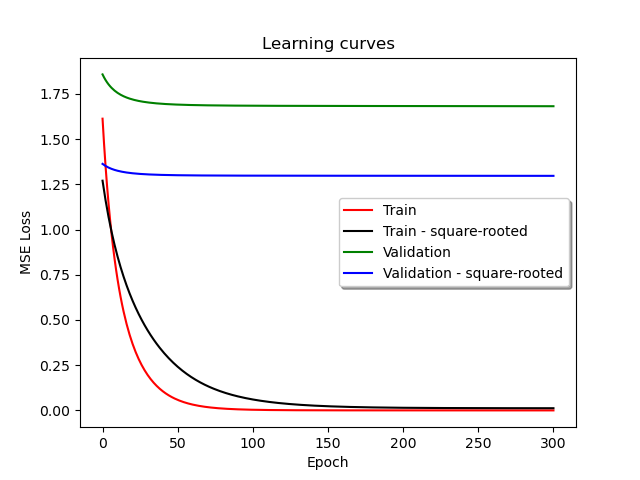 Learning curves
1.75
1.50
1.25
1.00
0.75
0.50
0.25
0.00
MSE Loss
Train
Train - square-rooted
Validation
Validation - square-rooted
0 50 100 150 200 250 300
Epoch